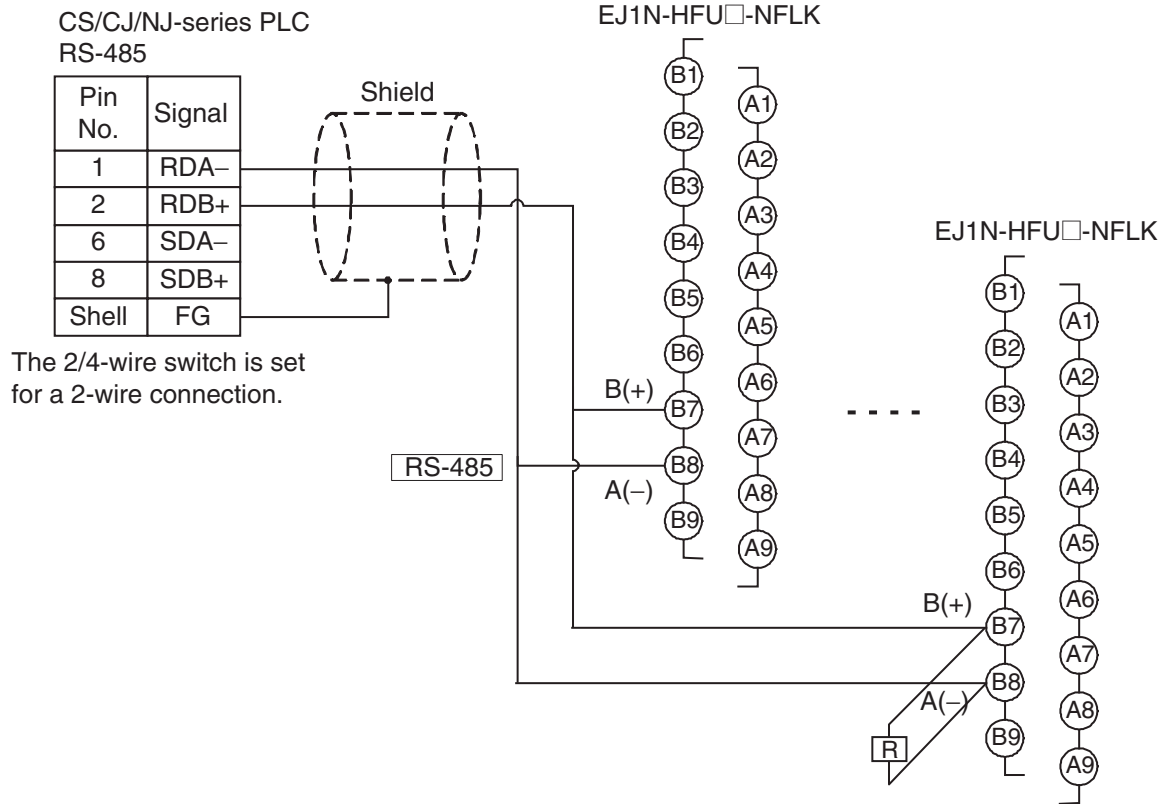 CS/CJ/NJ-series PLC
RS-485
Pin No. Signal
1 RDA−
2 RDB+
6 SDA−
8 SDB+
Shell FG
Shield
The 2/4-wire switch is set
for a 2-wire connection.
RS-485
EJ1N-HFU□-NFLK
B1
B2
B3
B4
B5
B6
B7
B8
B9
A1
A2
A3
A4
A5
A6
A7
A8
A9
B(+)
A(−)
EJ1N-HFU□-NFLK
B1
B2
B3
B4
B5
B6
B7
B8
B9
A1
A2
A3
A4
A5
A6
A7
A8
A9
B(+)
A(−)
R